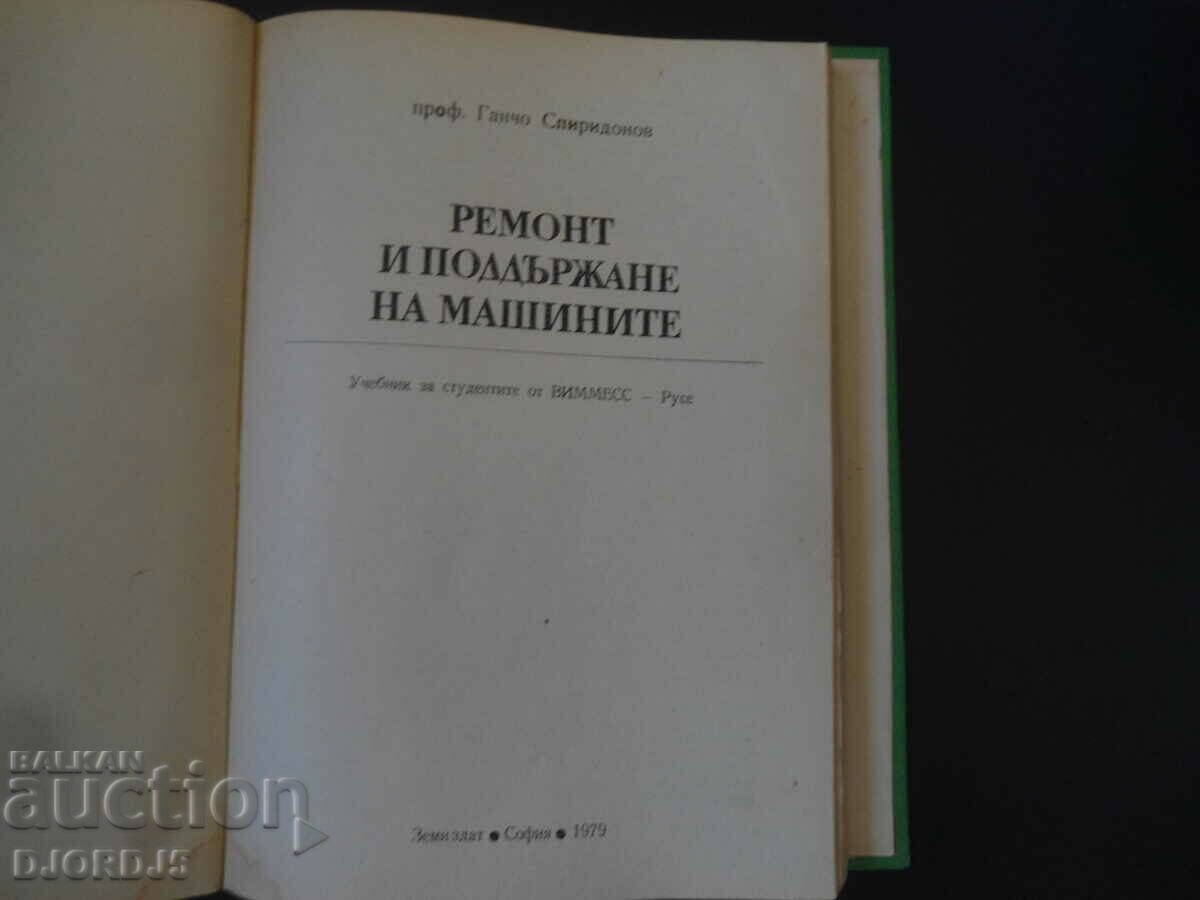 проф. Ганчо Спиридонов
РЕМОНТ
И ПОДДЪРЖАНЕ
НА МАШИНИТЕ
Учебник за студентите от ВИММЕСС – Русе
Земиздат ● София ● 1979
BALKAN
auction
DJORDJ5